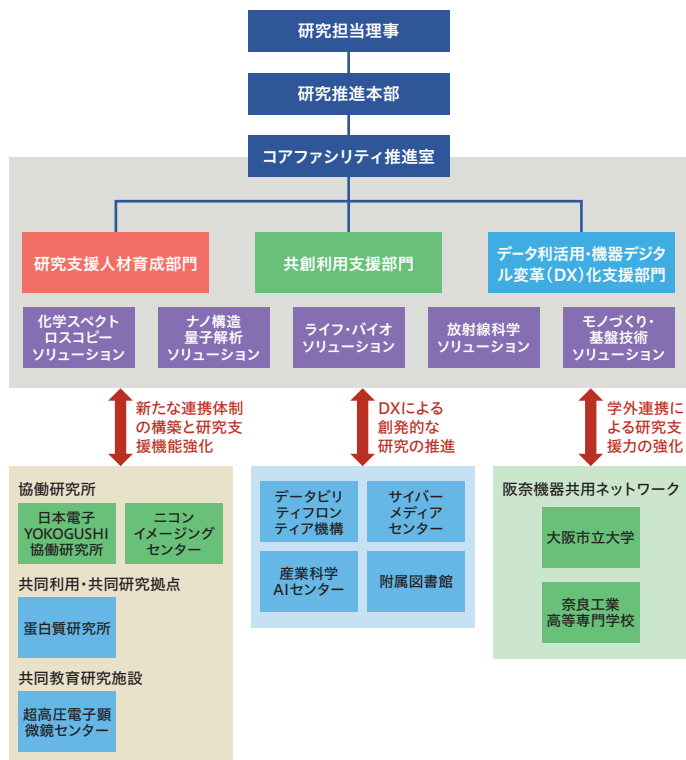 研究担当理事
研究推進本部
コアファシリティ推進室
研究支援人材育成部門
共創利用支援部門
データ利活用・機器デジタ
ル変革(DX)化支援部門
化学スペクト
ロスコピー
ソリューション
ナノ構造
量子解析
ソリューション
ライフ・バイオ
ソリューション
放射線科学
ソリューション
モノづくり・
基盤技術
ソリューション
新たな連携体制
の構築と研究支
援機能強化
DXによる
創発的な
研究の推進
学外連携に
よる研究支
援力の強化
協働研究所
日本電子
YOKOGUSHI
協働研究所
ニコン
イメージング
センター
共同利用・共同研究拠点
蛋白質研究所
共同教育研究施設
超高圧電子顕
微鏡センター
データビリ
ティフロン
ティア機構
サイバー
メディア
センター
産業科学
AIセンター
附属図書館
阪奈機器共用ネットワーク
大阪市立大学
奈良工業
高等専門学校